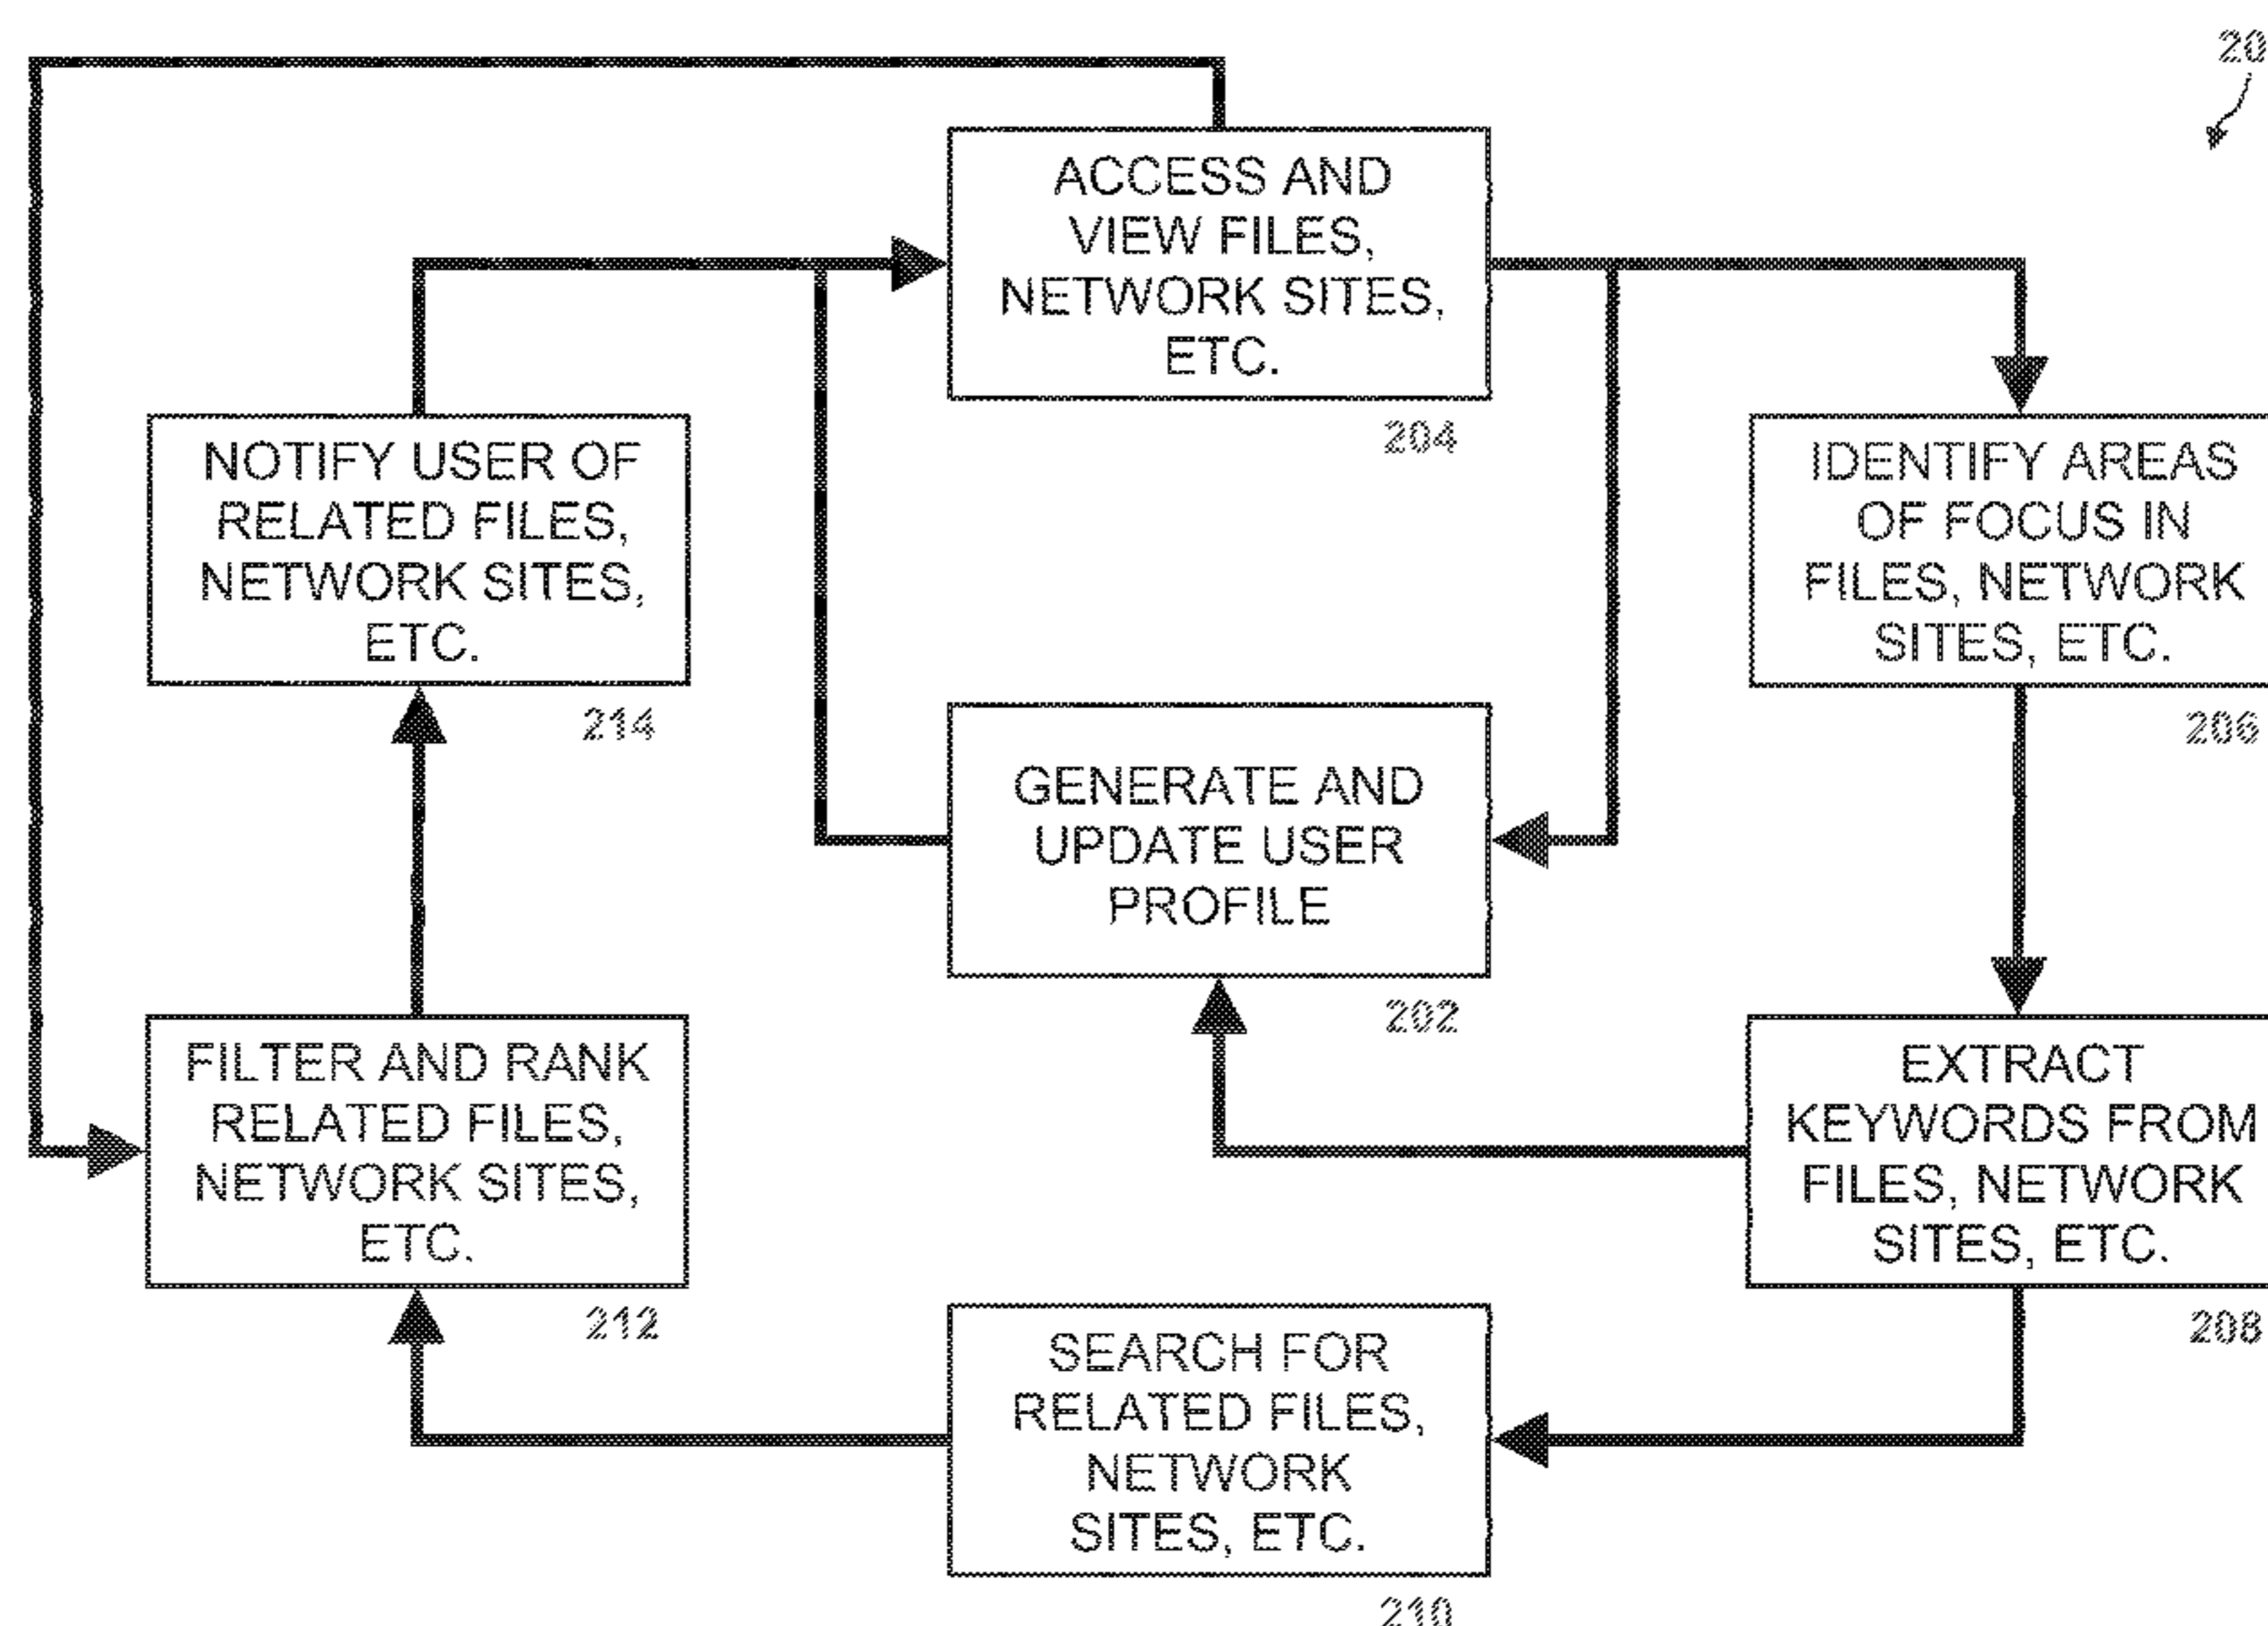 20
ACCESS AND
VIEW FILES,
NETWORK SITES,
ETC.
204
NOTIFY USER OF
RELATED FILES,
NETWORK SITES,
ETC.
214
IDENTIFY AREAS
OF FOCUS IN
FILES, NETWORK
SITES, ETC.
206
GENERATE AND
UPDATE USER
PROFILE
202
FILTER AND RANK
RELATED FILES,
NETWORK SITES,
ETC.
212
EXTRACT
KEYWORDS FROM
FILES, NETWORK
SITES, ETC.
208
SEARCH FOR
RELATED FILES,
NETWORK
SITES, ETC.
210